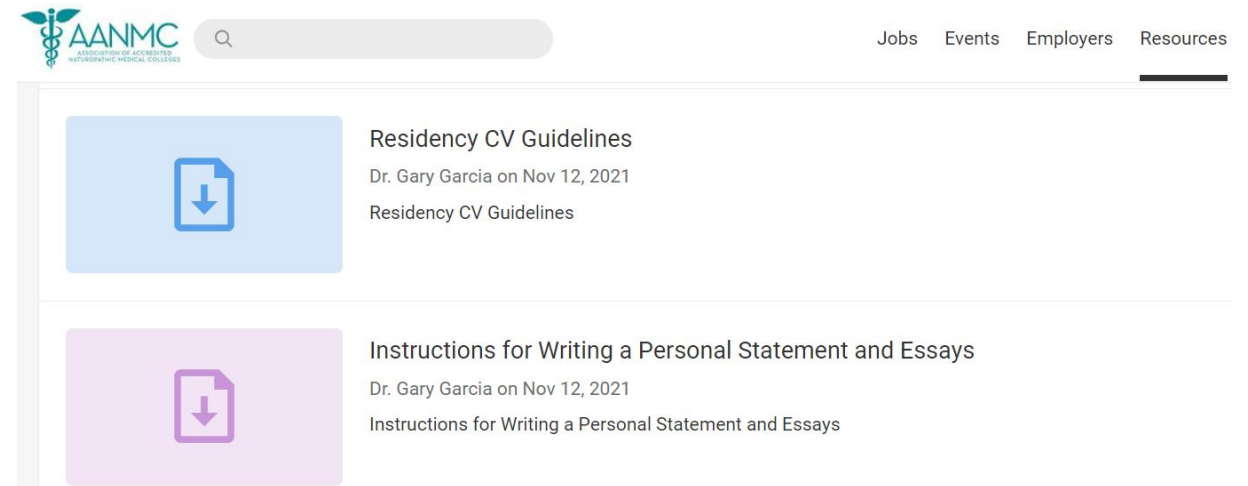 AANMC
ASSOCIATION OF ACCREDITED
NATUROPATHIC MEDICAL COLLEGES
Jobs Events Employers Resources
Residency CV Guidelines
Dr. Gary Garcia on Nov 12, 2021
Residency CV Guidelines
Instructions for Writing a Personal Statement and Essays
Dr. Gary Garcia on Nov 12, 2021
Instructions for Writing a Personal Statement and Essays